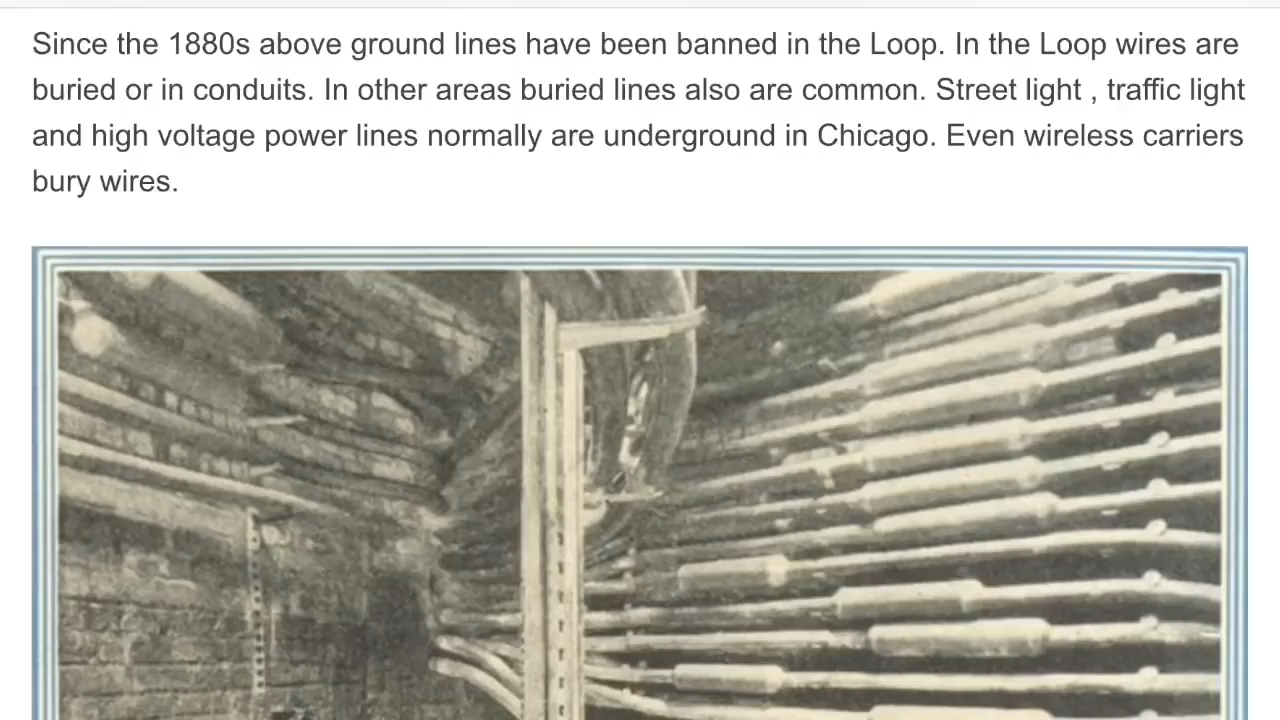 Since the 1880s above ground lines have been banned in the Loop. In the Loop wires are
buried or in conduits. In other areas buried lines also are common. Street light , traffic light
and high voltage power lines normally are underground in Chicago. Even wireless carriers
bury wires.